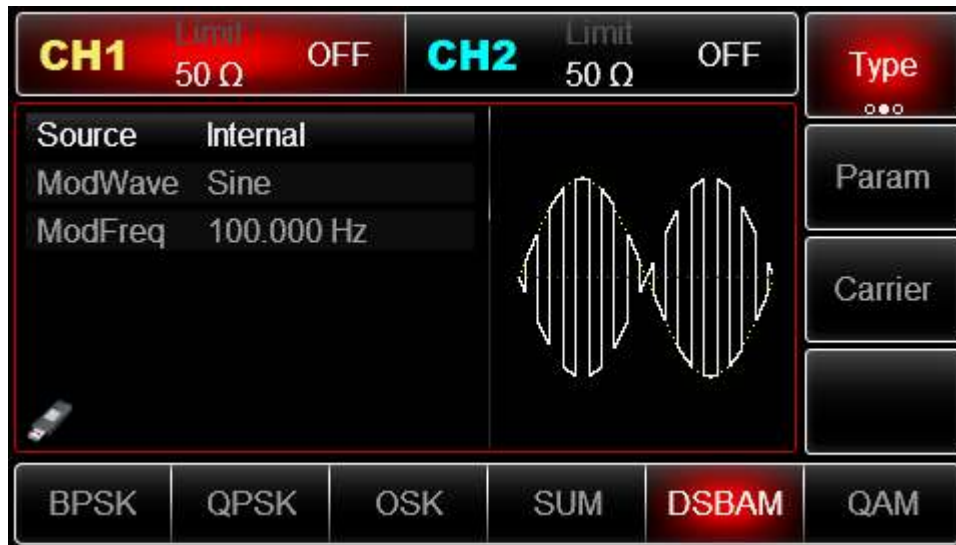 CH1 Limit 50 Ω OFF CH2 Limit 50 Ω OFF Type
Source Internal
ModWave Sine
ModFreq 100.000 Hz
Param
Carrier
BPSK QPSK OSK SUM DSBAM QAM